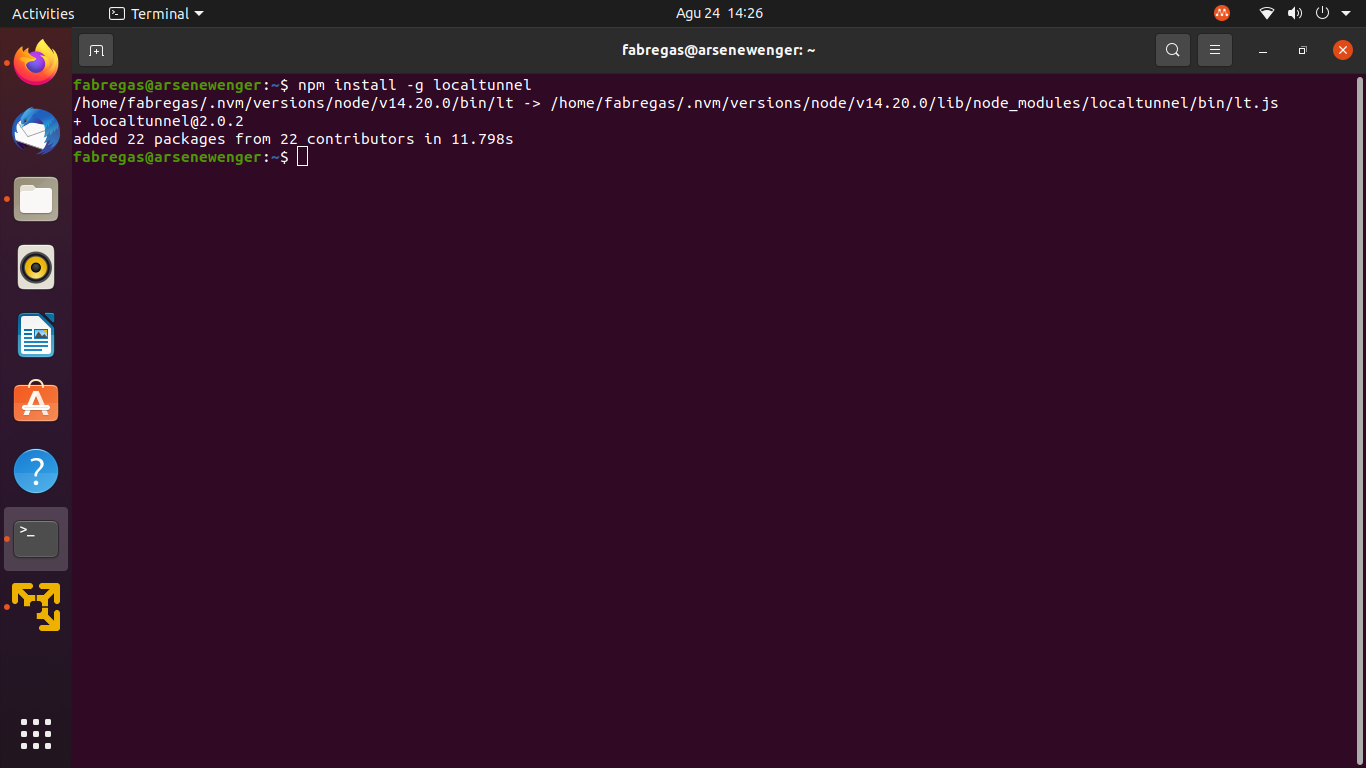 Activities
Terminal
Agu 24 14:26
fabregas@arsenewenger: ~
fabregas@arsenewenger:~$ npm install -g localtunnel
/home/fabregas/.nvm/versions/node/v14.20.0/bin/lt -> /home/fabregas/.nvm/versions/node/v14.20.0/lib/node_modules/localtunnel/bin/lt.js
+ localtunnel@2.0.2
added 22 packages from 22 contributors in 11.798s
fabregas@arsenewenger:~$